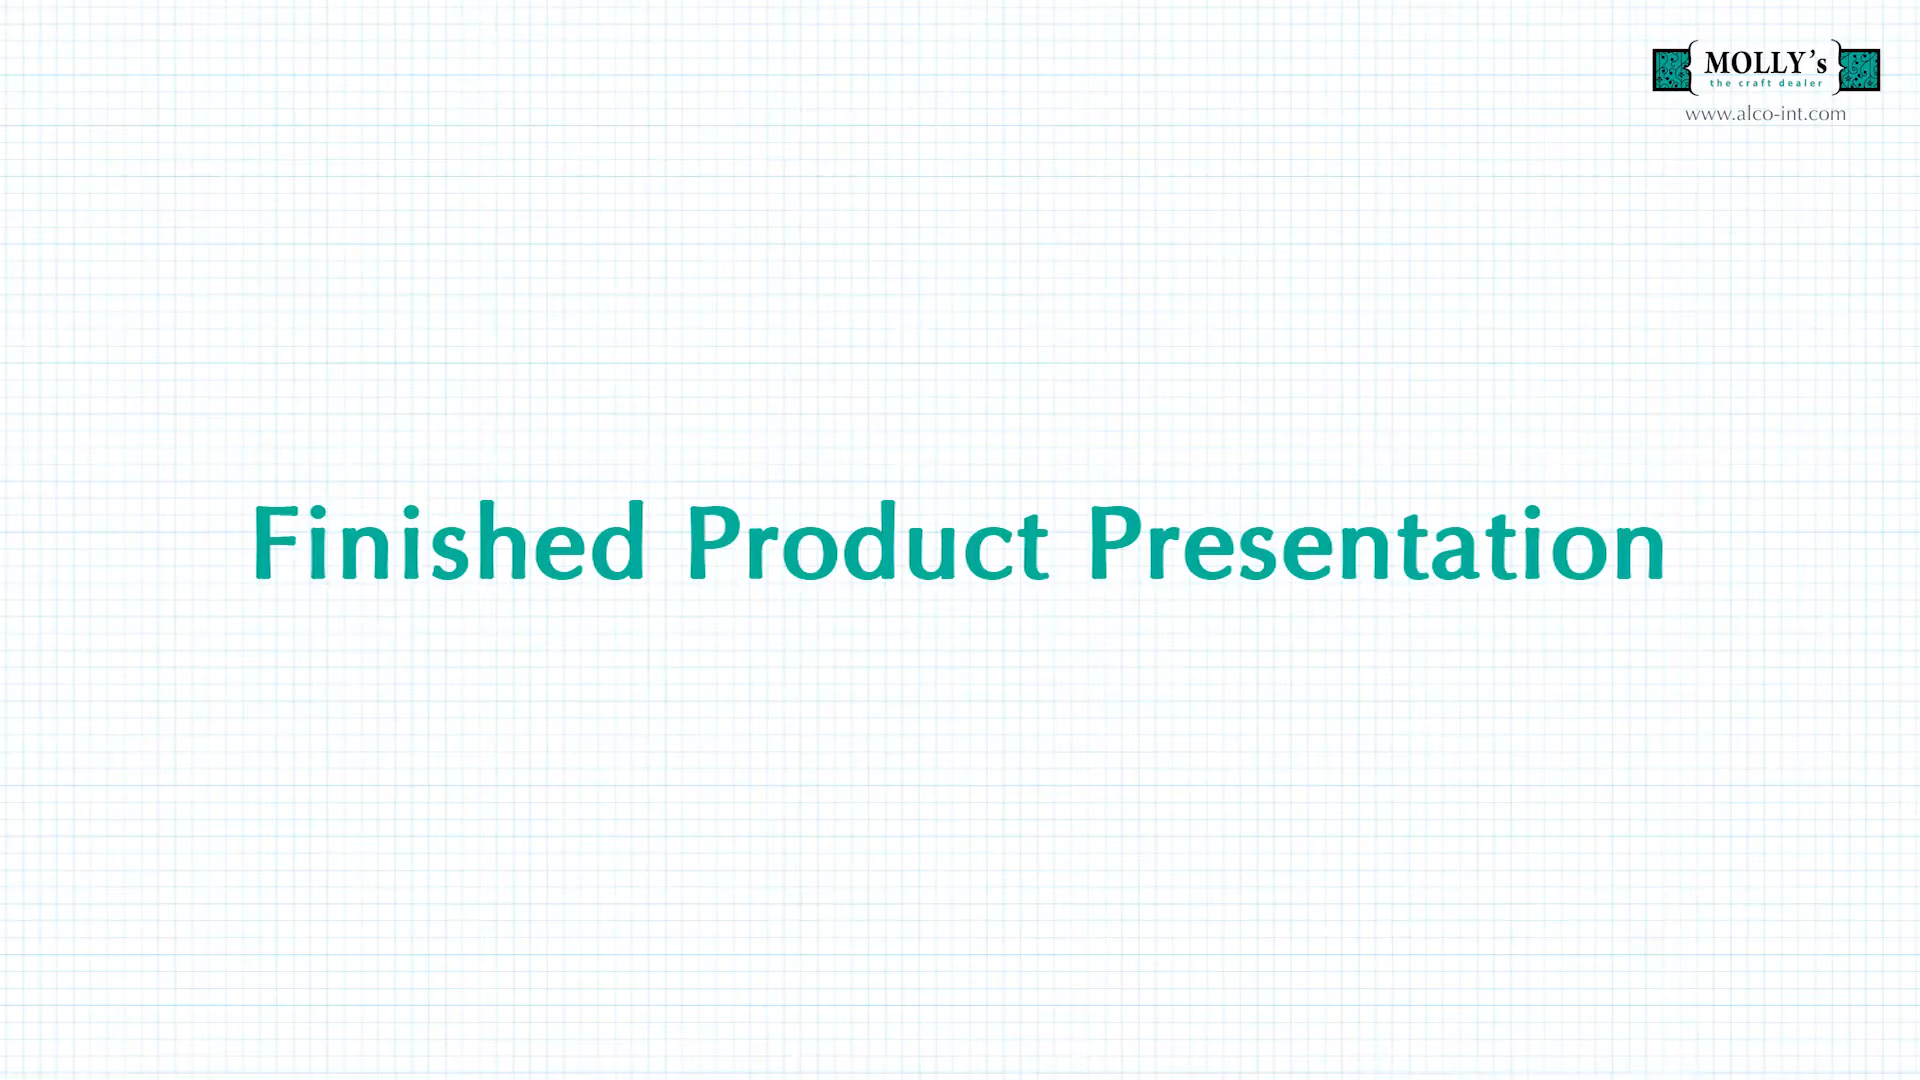 MOLLY's
the craft dealer
www.alco-int.com
Finished Product Presentation